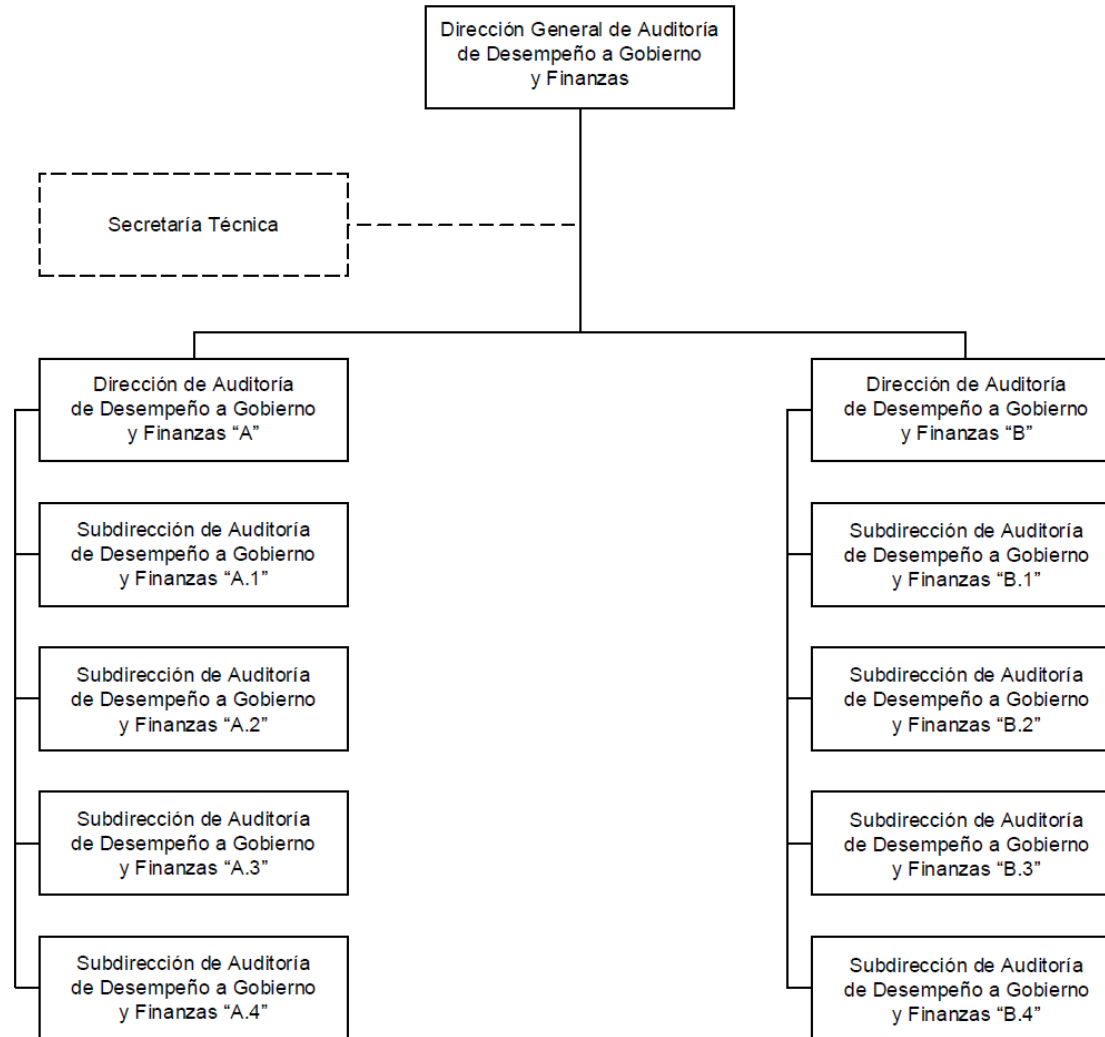 Dirección General de Auditoría
de Desempeño a Gobierno
y Finanzas
Secretaría Técnica
Dirección de Auditoría
de Desempeño a Gobierno
y Finanzas “A”
Subdirección de Auditoría
de Desempeño a Gobierno
y Finanzas “A.1”
Subdirección de Auditoría
de Desempeño a Gobierno
y Finanzas “A.2”
Subdirección de Auditoría
de Desempeño a Gobierno
y Finanzas “A.3”
Subdirección de Auditoría
de Desempeño a Gobierno
y Finanzas “A.4”
Dirección de Auditoría
de Desempeño a Gobierno
y Finanzas “B”
Subdirección de Auditoría
de Desempeño a Gobierno
y Finanzas “B.1”
Subdirección de Auditoría
de Desempeño a Gobierno
y Finanzas “B.2”
Subdirección de Auditoría
de Desempeño a Gobierno
y Finanzas “B.3”
Subdirección de Auditoría
de Desempeño a Gobierno
y Finanzas “B.4”